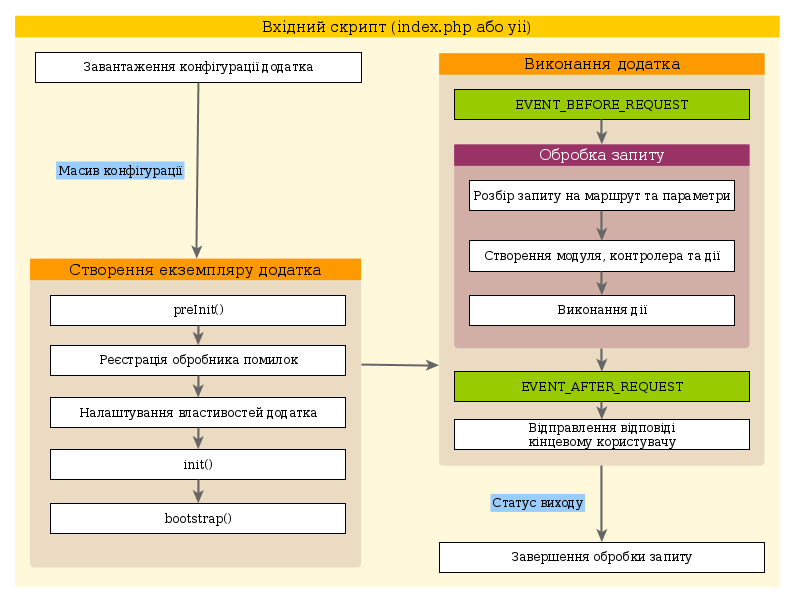 Вхідний скрипт (index.php або yii)
Завантаження конфігурації додатка
Масив конфігурації
Створення екземпляру додатка
preInit()
Реєстрація обробника помилок
Налаштування властивостей додатка
init()
bootstrap()
Виконання додатка
EVENT_BEFORE_REQUEST
Обробка запиту
Розбір запиту на маршрут та параметри
Створення модуля, контролера та дії
Виконання дії
EVENT_AFTER_REQUEST
Відправлення відповіді
кінцевому користувачу
Статус виходу
Завершення обробки запиту